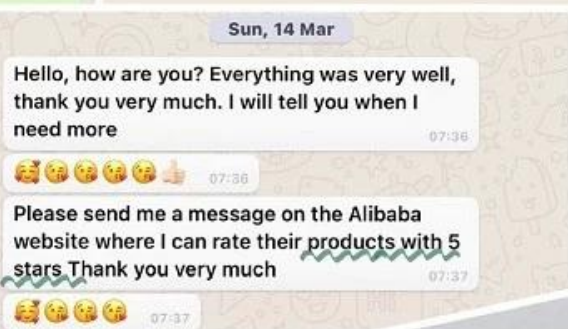 Sun, 14 Mar
Hello, how are you? Everything was very well,
thank you very much. I will tell you when I
need more
07:36
🥰😘😘😘😘👍🏻 07:36
Please send me a message on the Alibaba
website where I can rate their products with 5
stars Thank you very much
07:37
🥰😘😘😘 07:37